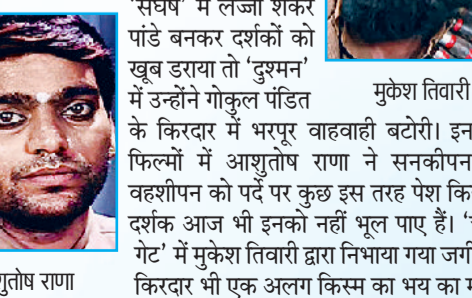 'संघर्ष' में लज्जा शंकर
पांडे बनकर दर्शकों को
खूब डराया तो 'दुश्मन'
में उन्होंने गोकुल पंडित
के किरदार में भरपूर वाहवाही बटोरी। इन
फिल्मों में आशुतोष राणा ने सनकीपन
वहशीपन को पर्दे पर कुछ इस तरह पेश कि
दर्शक आज भी इनको नहीं भूल पाए हैं।
गेट' में मुकेश तिवारी द्वारा निभाया गया जगी
किरदार भी एक अलग किस्म का भय का म
मुकेश तिवारी
शुतोष राणा